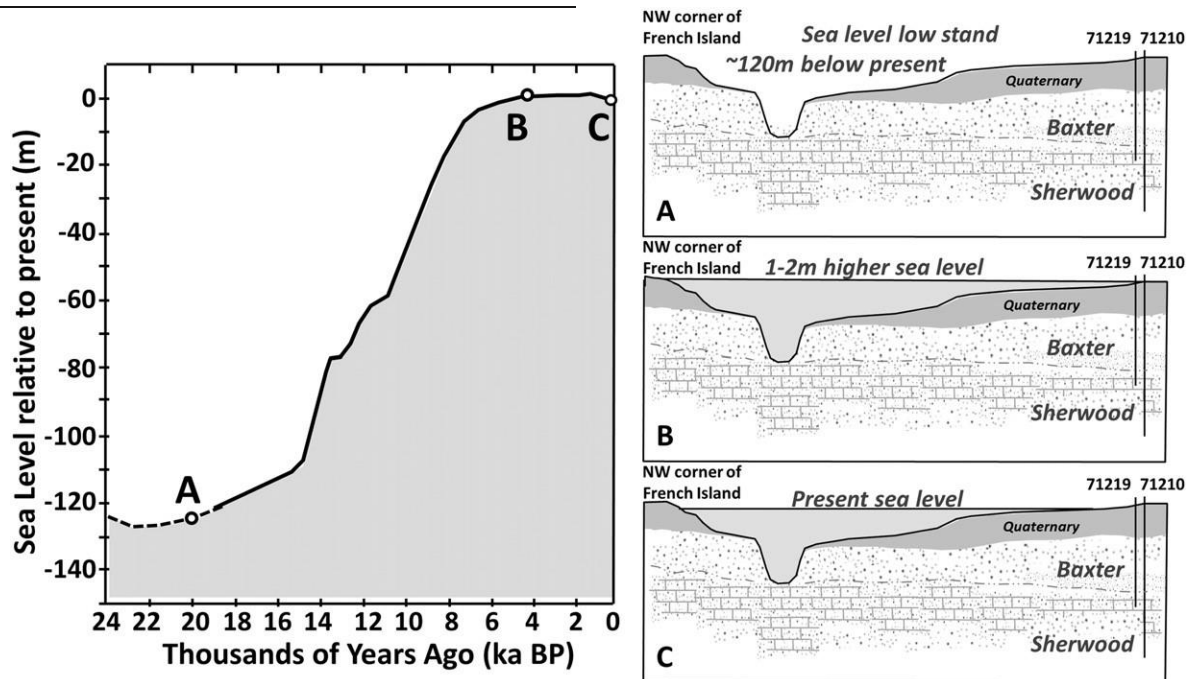 0
-20
-40
-60
-80
-100
-120
-140
Sea Level relative to present (m)
A
B
C
24 22 20 18 16 14 12 10 8 6 4 2 0
Thousands of Years Ago (ka BP)
NW corner of
French Island
Sea level low stand
~120m below present
71219 71210
Quaternary
Baxter
Sherwood
A
NW corner of
French Island
1-2m higher sea level
71219 71210
Quaternary
Baxter
Sherwood
B
NW corner of
French Island
Present sea level
71219 71210
Quaternary
Baxter
Sherwood
C